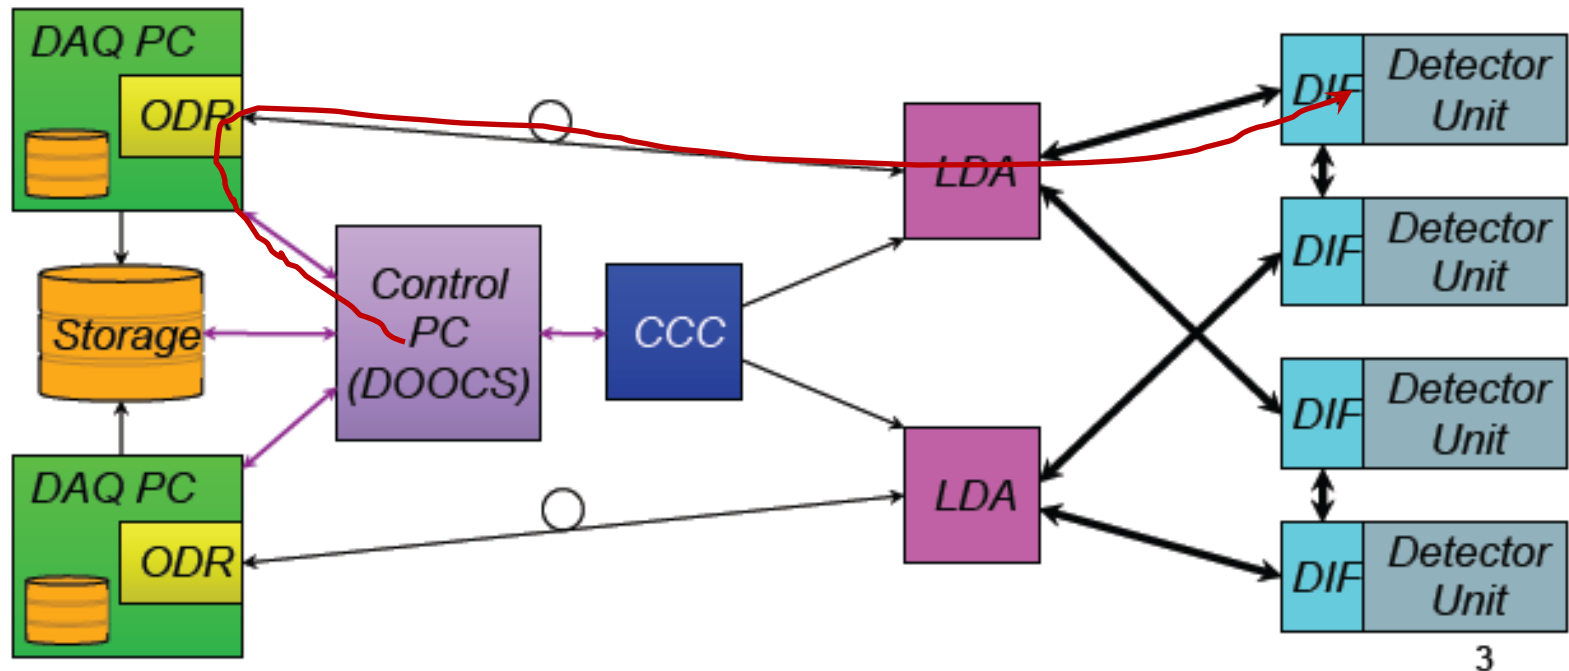 DAQ PC
ODR
Storage
DAQ PC
ODR
Control
PC
(DOOCS)
CCC
LDA
LDA
DIF
Detector
Unit
DIF
Detector
Unit
DIF
Detector
Unit
DIF
Detector
Unit
3